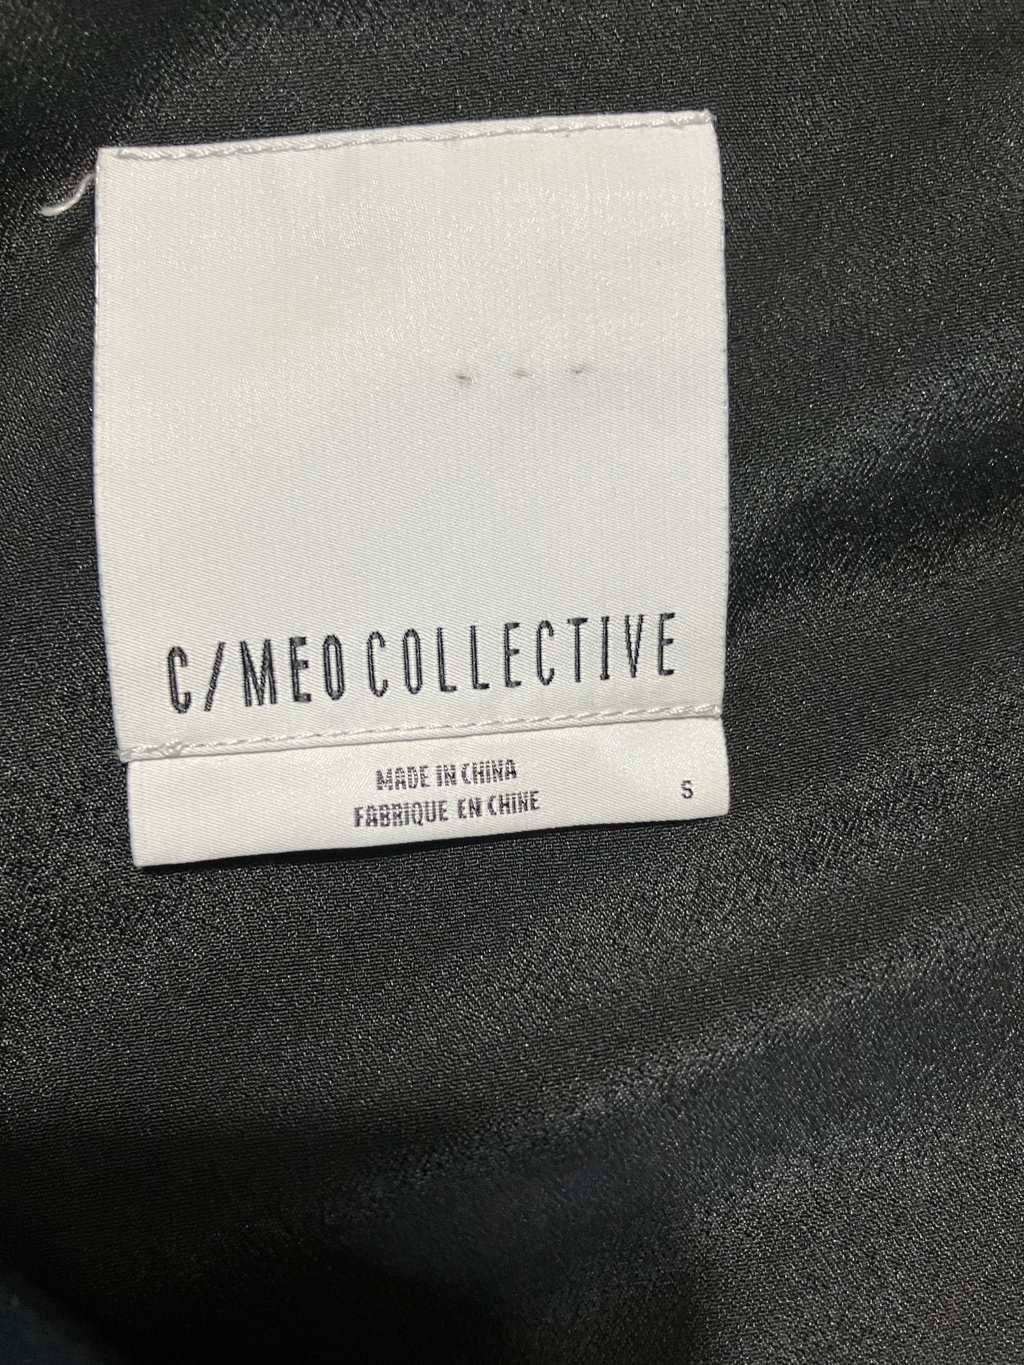 C/MEO COLLECTIVE
MADE IN CHINA
FABRIQUE EN CHINE
S